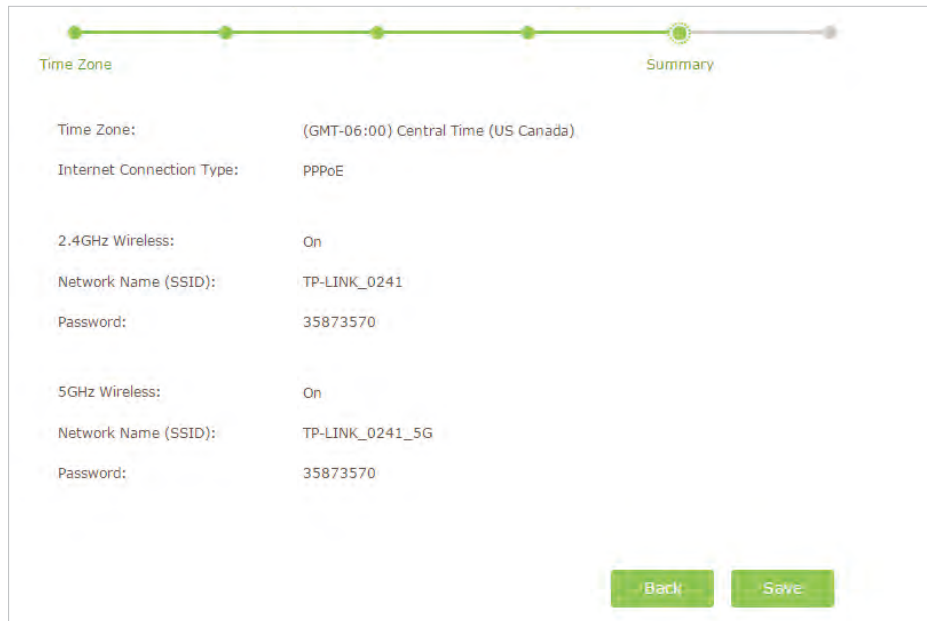 Time Zone Summary
Time Zone: (GMT-06:00) Central Time (US Canada)
Internet Connection Type: PPPoE
2.4GHz Wireless: On
Network Name (SSID): TP-LINK_0241
Password: 35873570
5GHz Wireless: On
Network Name (SSID): TP-LINK_0241_5G
Password: 35873570
Back Save